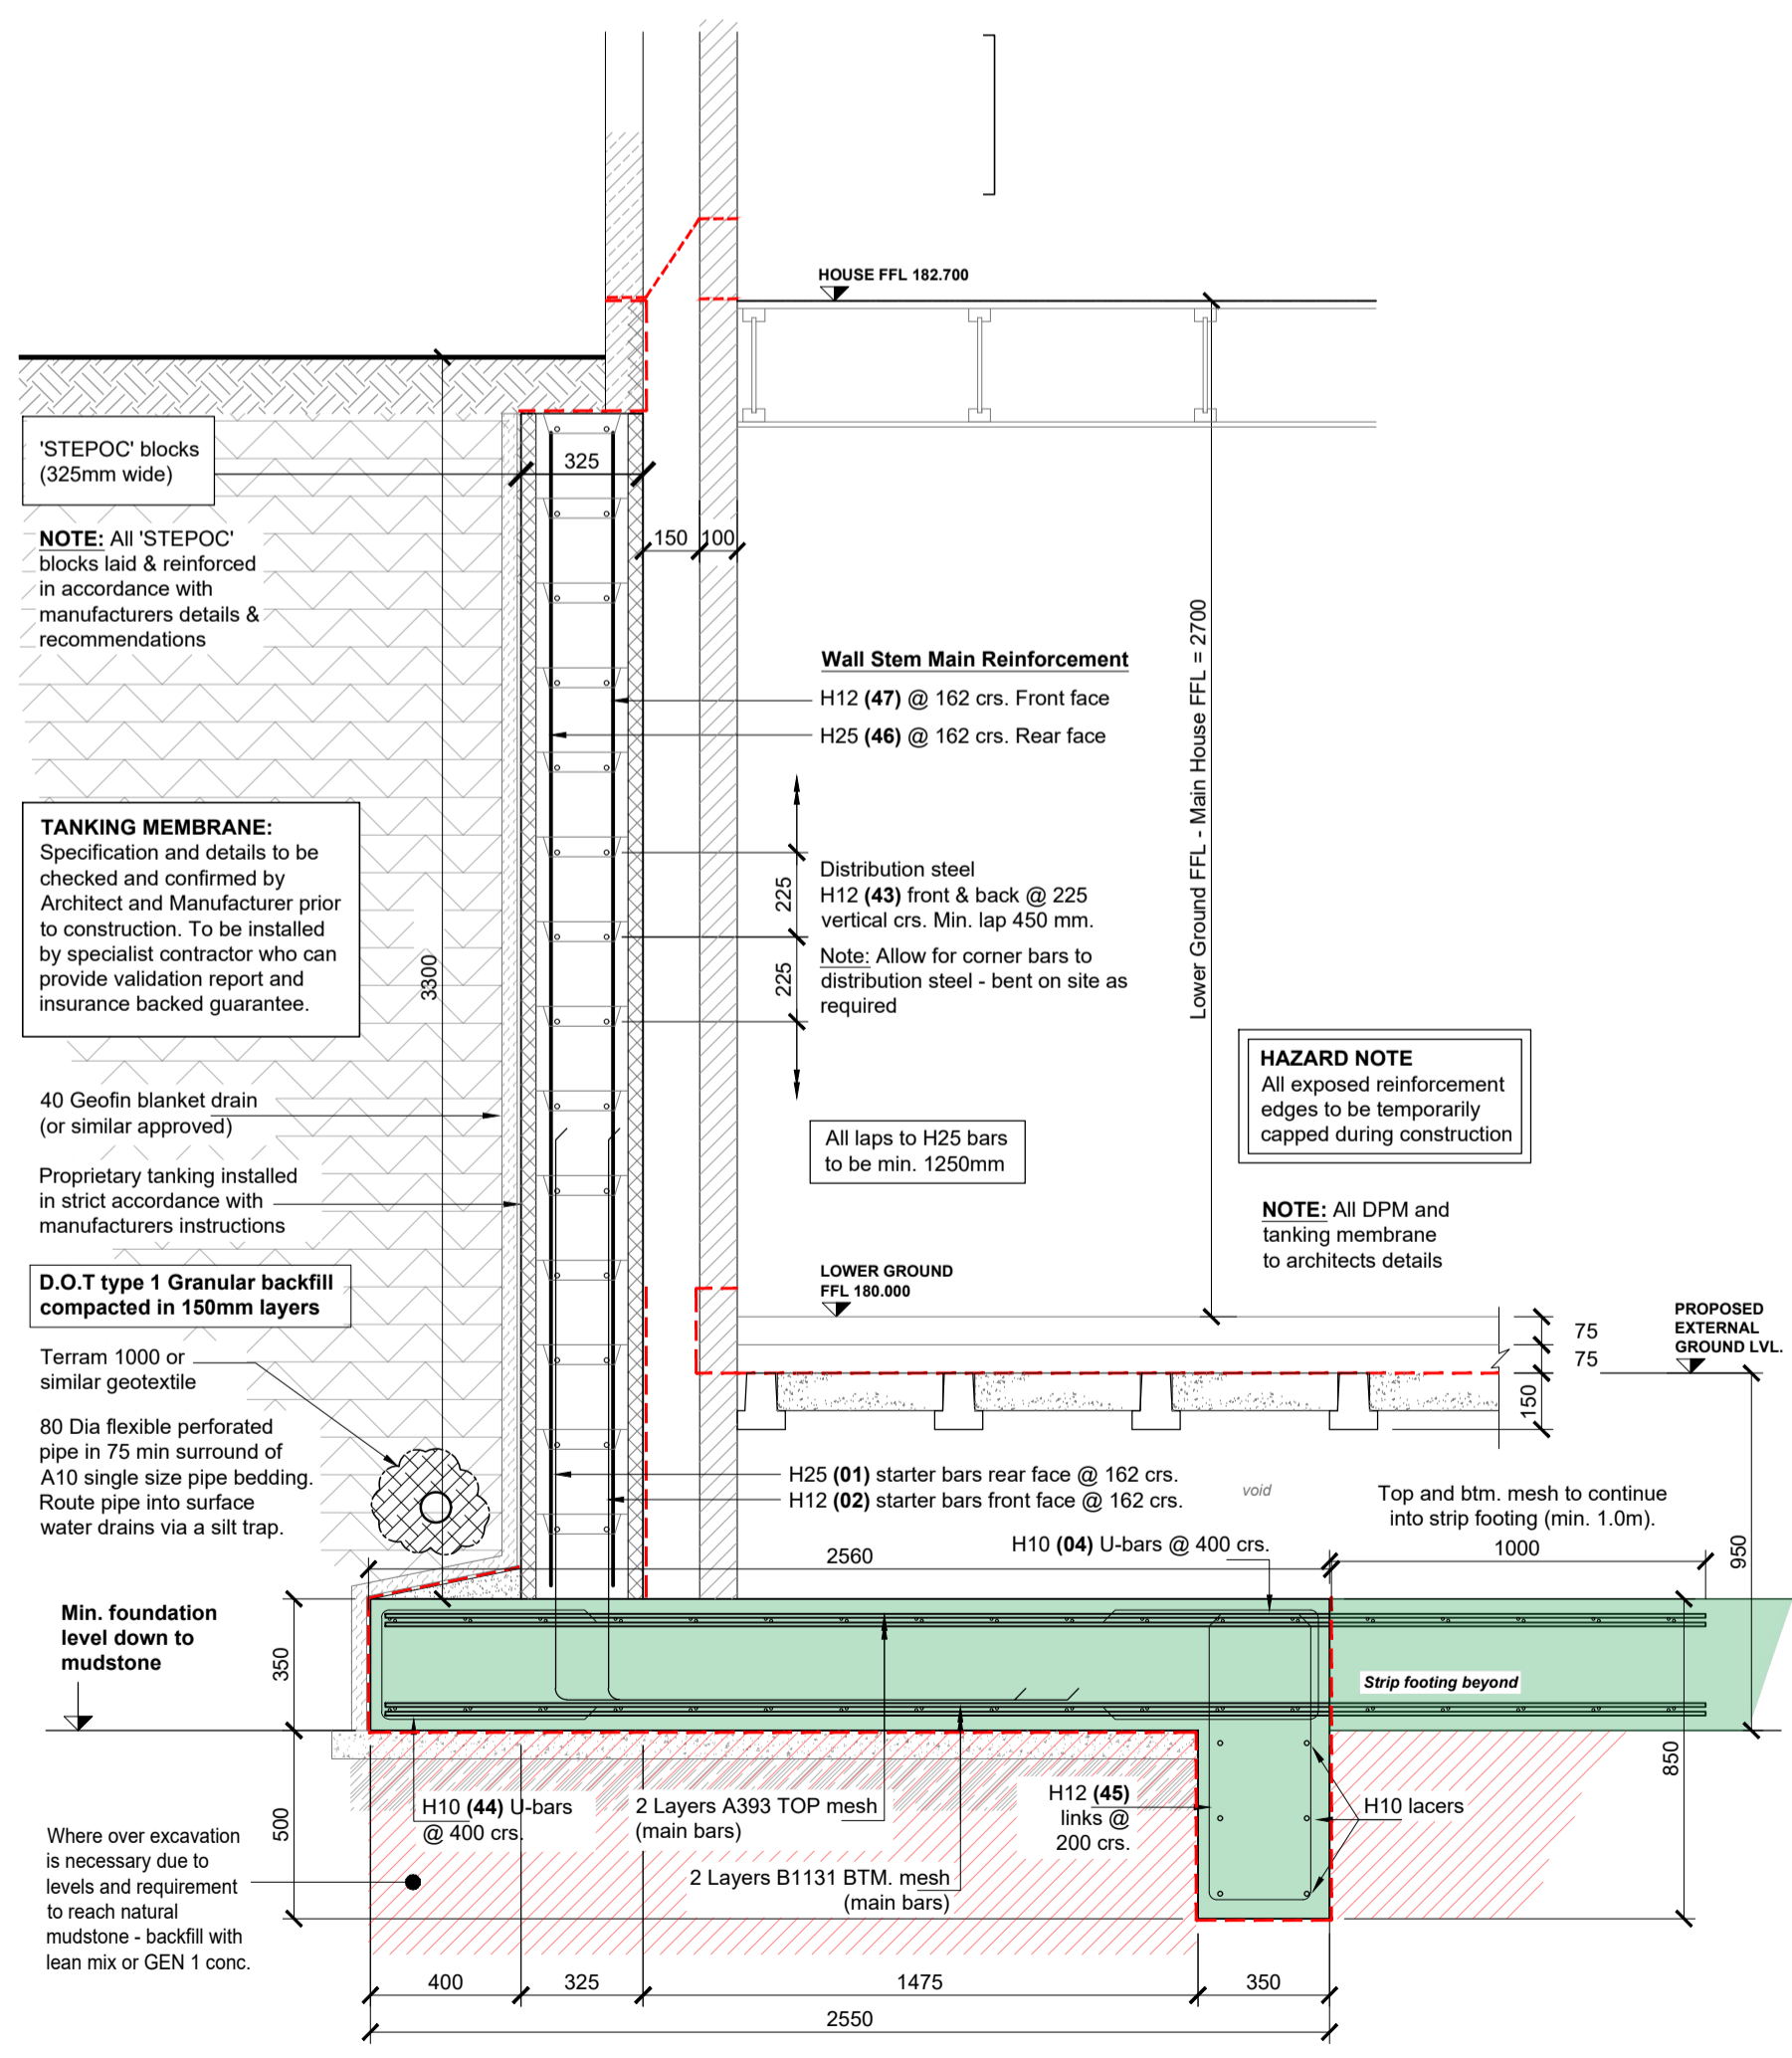 HOUSE FFL 182.700
'STEPOC' blocks
(325mm wide)
325
NOTE: All 'STEPOC'
blocks laid & reinforced
in accordance with
manufacturers details &
recommendations
150
100
Wall Stem Main Reinforcement
H12 (47) @ 162 crs. Front face
H25 (46) @ 162 crs. Rear face
Lower Ground FFL - Main House FFL = 2700
TANKING MEMBRANE:
Specification and details to be
checked and confirmed by
Architect and Manufacturer prior
to construction. To be installed
by specialist contractor who can
provide validation report and
insurance backed guarantee.
3300
225
225
Distribution steel
H12 (43) front & back @ 225
vertical crs. Min. lap 450 mm.
Note: Allow for corner bars to
distribution steel - bent on site as
required
HAZARD NOTE
All exposed reinforcement
edges to be temporarily
capped during construction
40 Geofin blanket drain
(or similar approved)
All laps to H25 bars
to be min. 1250mm
Proprietary tanking installed
in strict accordance with
manufacturers instructions
NOTE: All DPM and
tanking membrane
to architects details
D.O.T type 1 Granular backfill
compacted in 150mm layers
LOWER GROUND
FFL 180.000
PROPOSED
EXTERNAL
GROUND LVL.
75
75
150
Terram 1000 or
similar geotextile
80 Dia flexible perforated
pipe in 75 min surround of
A10 single size pipe bedding.
Route pipe into surface
water drains via a silt trap.
H25 (01) starter bars rear face @ 162 crs.
H12 (02) starter bars front face @ 162 crs.
void
Top and btm. mesh to continue
into strip footing (min. 1.0m).
H10 (04) U-bars @ 400 crs.
2560
1000
950
Min. foundation
level down to
mudstone
350
Strip footing beyond
850
500
H10 (44) U-bars
@ 400 crs.
2 Layers A393 TOP mesh
(main bars)
H12 (45)
links @
200 crs.
H10 lacers
2 Layers B1131 BTM. mesh
(main bars)
Where over excavation
is necessary due to
levels and requirement
to reach natural
mudstone - backfill with
lean mix or GEN 1 conc.
400
325
1475
350
2550